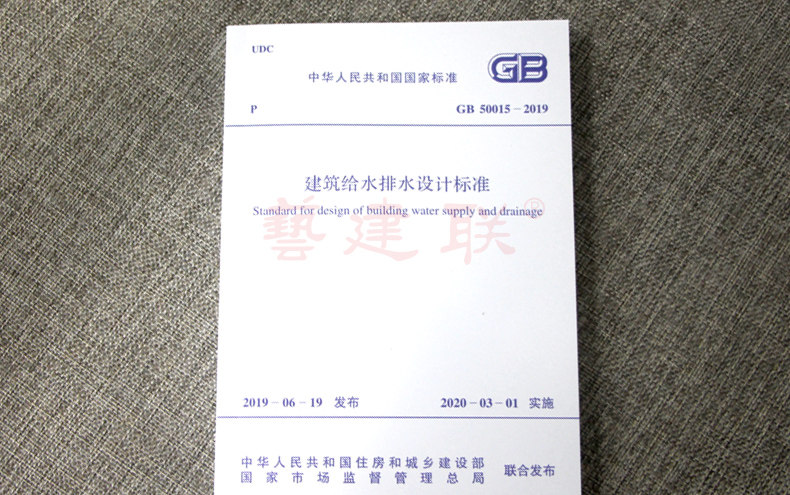 UDC
中华人民共和国国家标准
GB
P
GB 50015－2019
建筑给水排水设计标准
Standard for design of building water supply and drainage
藝建联®
2019－06－19 发布
2020－03－01 实施
中华人民共和国住房和城乡建设部
国家市场监督管理总局
联合发布